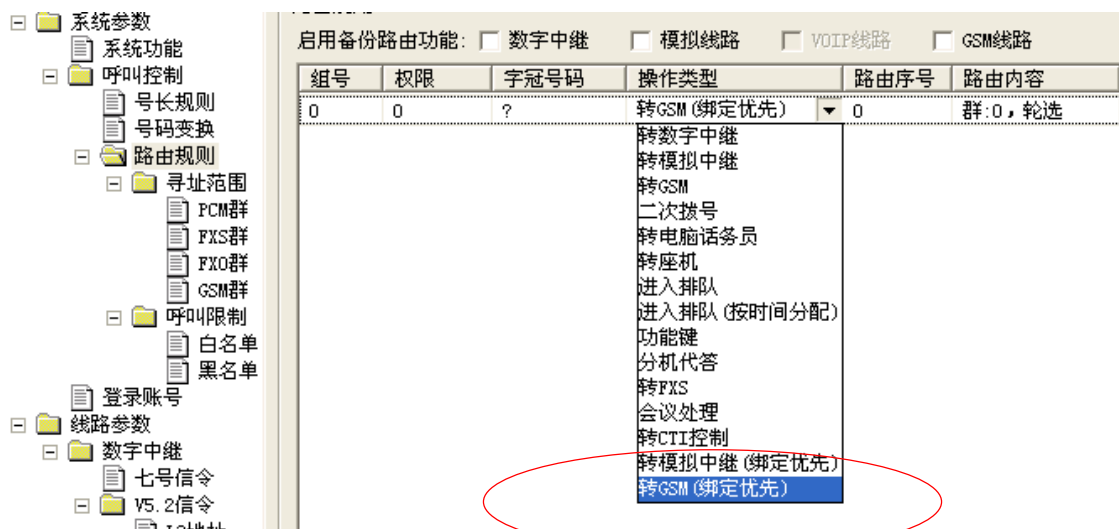 系统参数
系统功能
呼叫控制
号长规则
号码变换
路由规则
寻址范围
PCM群
FXS群
FXO群
GSM群
呼叫限制
白名单
黑名单
登录账号
线路参数
数字中继
七号信令
V5.2信令
启用备份路由功能: 数字中继 模拟线路 VOIP线路 GSM线路
组号 权限 字冠号码 操作类型 路由序号 路由内容
0 0 ? 转GSM(绑定优先) 0 群:0，轮选
转数字中继
转模拟中继
转GSM
二次拨号
转电脑话务员
转座机
进入排队
进入排队(按时间分配)
功能键
分机代答
转FXS
会议处理
转CTI控制
转模拟中继(绑定优先)
转GSM(绑定优先)